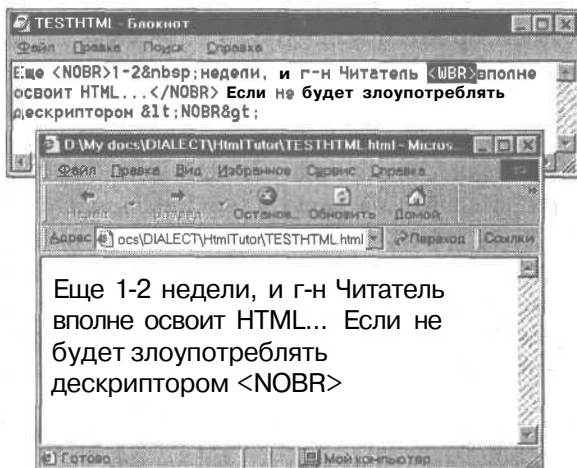 TESTHTML - Блокнот
Файл Правка Поиск Справка
Еще <NOBR>1-2&nbsp;недели, и г-н Читатель <WBR>вполне
освоит HTML...</NOBR> Если не будет злоупотреблять
дескриптором &lt;NOBR&gt;
D:\My docs\DIALECT\HtmlTutor\TESTHTML.html - Micros...
Файл Правка Вид Избранное Сервис Справка
Назад Останов... Обновить Домой
Адрес ocs\DIALECT\HtmlTutor\TESTHTML.html Переход Ссылки
Еще 1-2 недели, и г-н Читатель
вполне освоит HTML... Если не
будет злоупотреблять
дескриптором <NOBR>
Готово Мой компьютер